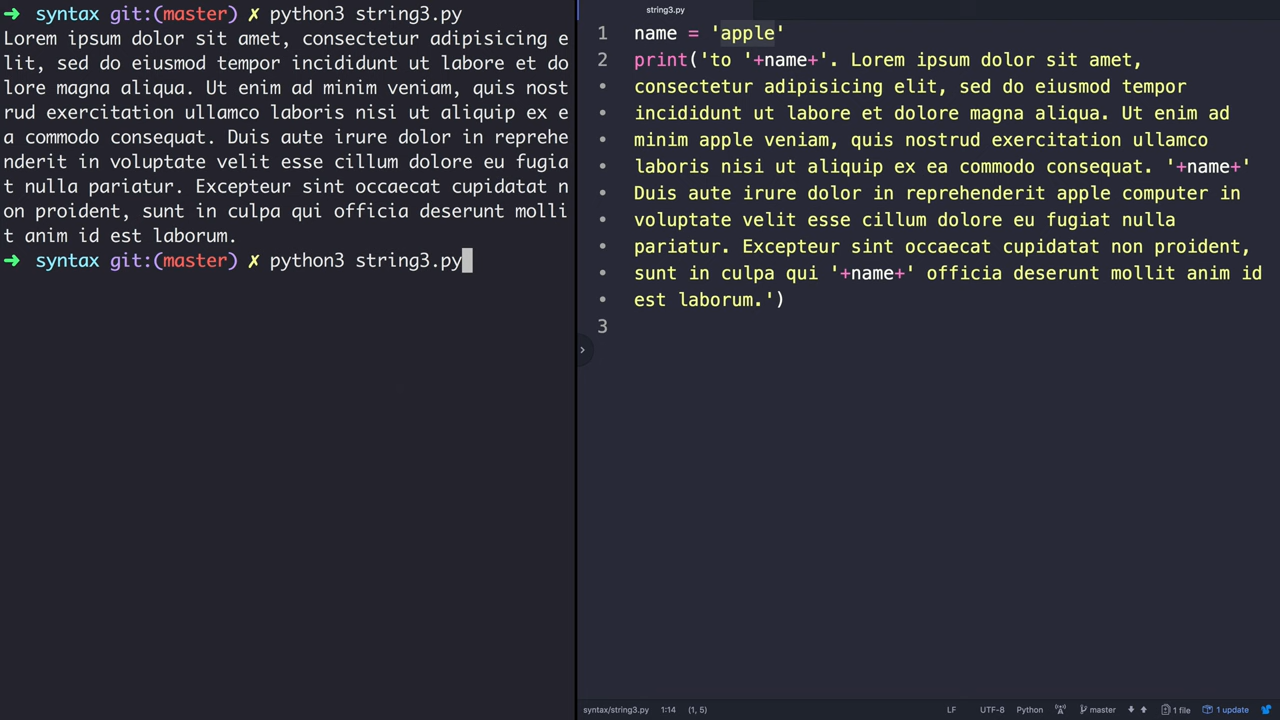 ➜ syntax git:(master) ✗ python3 string3.py
Lorem ipsum dolor sit amet, consectetur adipisicing e
lit, sed do eiusmod tempor incididunt ut labore et do
lore magna aliqua. Ut enim ad minim veniam, quis nost
rud exercitation ullamco laboris nisi ut aliquip ex e
a commodo consequat. Duis aute irure dolor in reprehe
nderit in voluptate velit esse cillum dolore eu fugia
t nulla pariatur. Excepteur sint occaecat cupidatat n
on proident, sunt in culpa qui officia deserunt molli
t anim id est laborum.
➜ syntax git:(master) ✗ python3 string3.py
string3.py
1 name = 'apple'
2 print('to '+name+'. Lorem ipsum dolor sit amet,
• consectetur adipisicing elit, sed do eiusmod tempor
• incididunt ut labore et dolore magna aliqua. Ut enim ad
• minim apple veniam, quis nostrud exercitation ullamco
• laboris nisi ut aliquip ex ea commodo consequat. '+name+'
• Duis aute irure dolor in reprehenderit apple computer in
• voluptate velit esse cillum dolore eu fugiat nulla
• pariatur. Excepteur sint occaecat cupidatat non proident,
• sunt in culpa qui '+name+' officia deserunt mollit anim id
• est laborum.')
3
syntax/string3.py 1:14 (1, 5) LF UTF-8 Python master 1 file 1 update